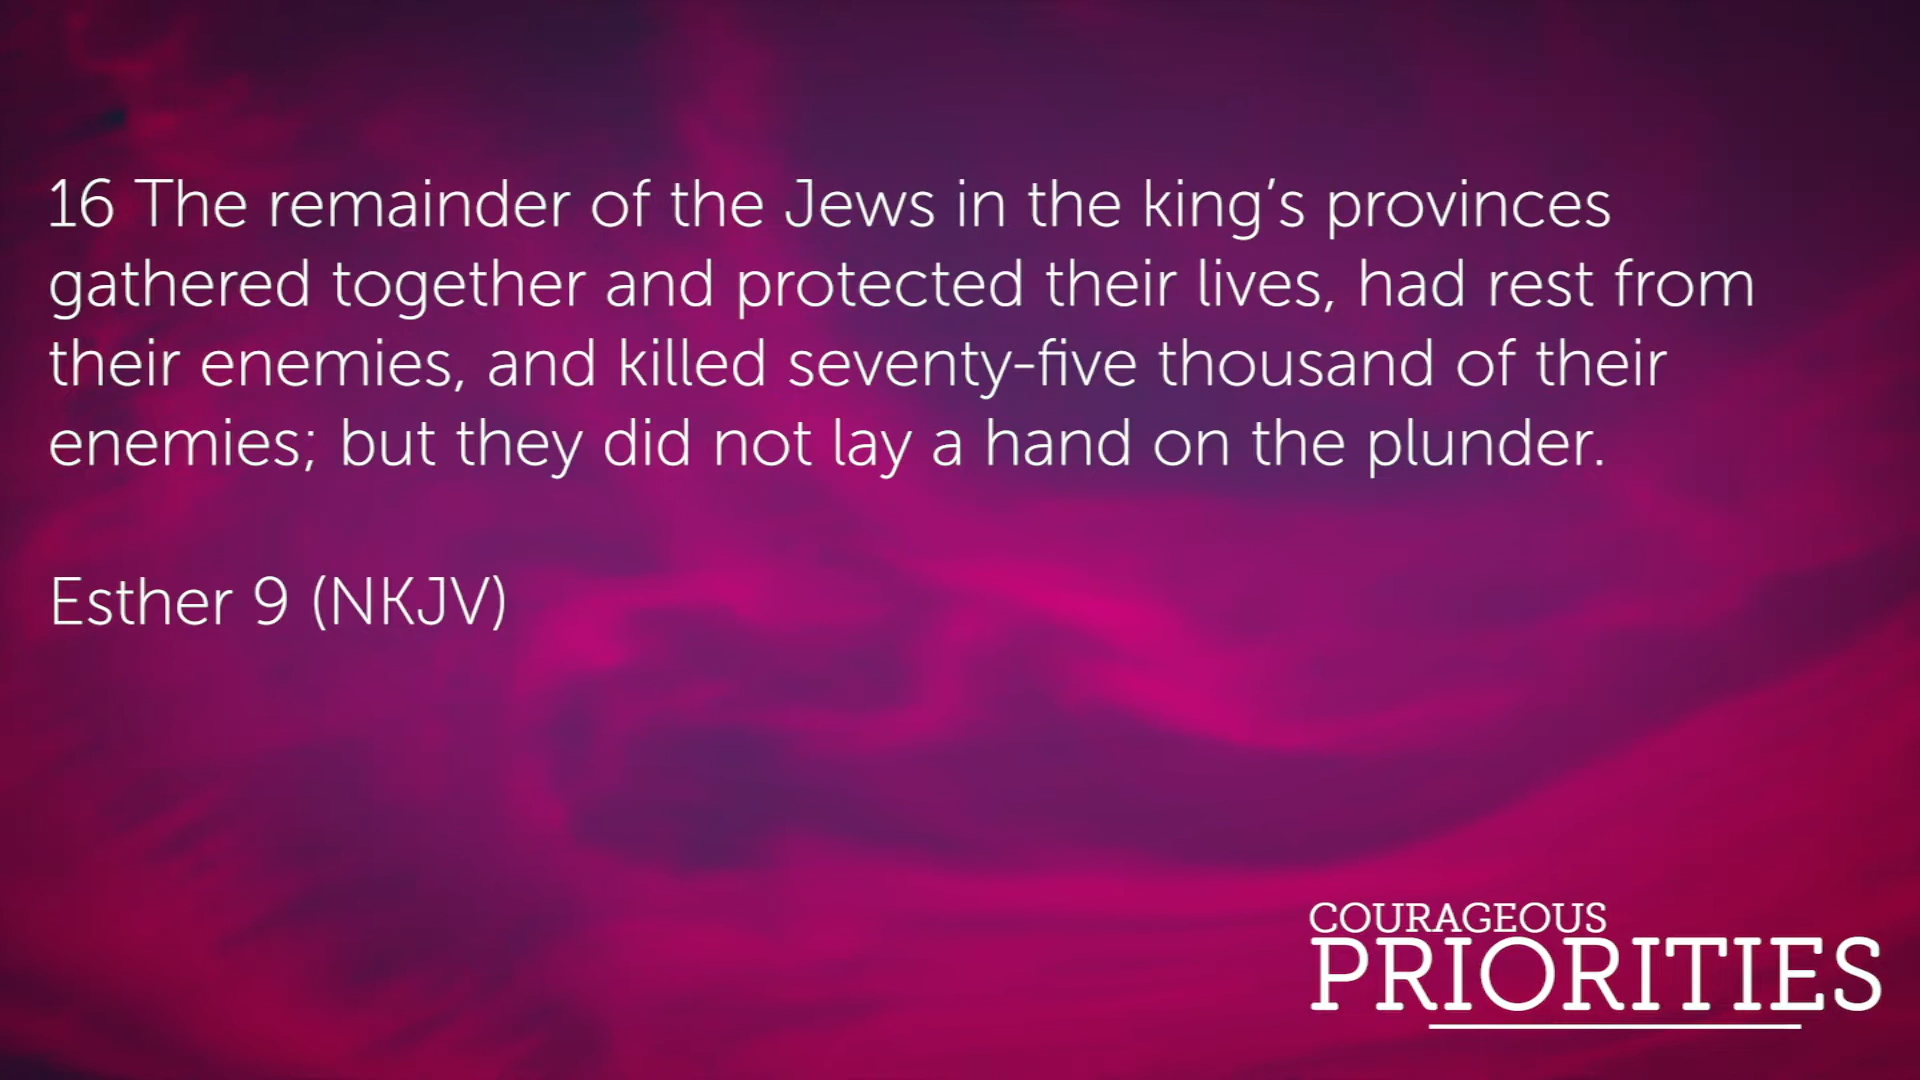 16 The remainder of the Jews in the king’s provinces
gathered together and protected their lives, had rest from
their enemies, and killed seventy-five thousand of their
enemies; but they did not lay a hand on the plunder.
Esther 9 (NKJV)
COURAGEOUS
PRIORITIES